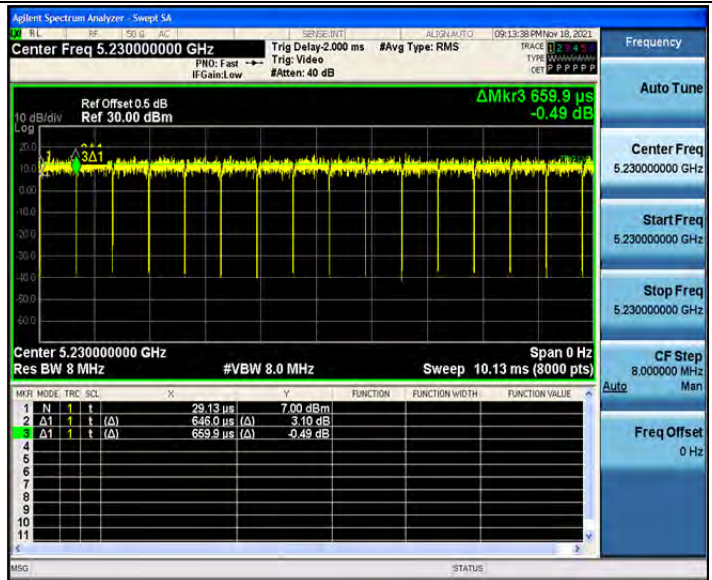 Agilent Spectrum Analyzer - Swept SA
RL RF 50 Ω AC SENSE:INT ALIGN AUTO 09:13:38 PM Nov 18, 2021
Center Freq 5.230000000 GHz
PNO: Fast
IFGain:Low
Trig Delay-2.000 ms
Trig: Video
#Atten: 40 dB
#Avg Type: RMS
TRACE 1 2 3 4 5 6
TYPE WWWWWW
DET P P P P P P
Frequency
Ref Offset 0.5 dB
10 dB/div Ref 30.00 dBm
Log
ΔMkr3 659.9 µs
-0.49 dB
20.0
10.0
0.00
-10.0
-20.0
-30.0
-40.0
-50.0
-60.0
1
3Δ1
Center 5.230000000 GHz Span 0 Hz
Res BW 8 MHz #VBW 8.0 MHz Sweep 10.13 ms (8000 pts)
MKR MODE TRC SCL X Y FUNCTION FUNCTION WIDTH FUNCTION VALUE
1 N 1 t 29.13 µs 7.00 dBm
2 Δ1 1 t (Δ) 646.0 µs (Δ) 3.10 dB
3 Δ1 1 t (Δ) 659.9 µs (Δ) -0.49 dB
4
5
6
7
8
9
10
11
MSG STATUS
Auto Tune
Center Freq
5.230000000 GHz
Start Freq
5.230000000 GHz
Stop Freq
5.230000000 GHz
CF Step
8.000000 MHz
Auto Man
Freq Offset
0 Hz